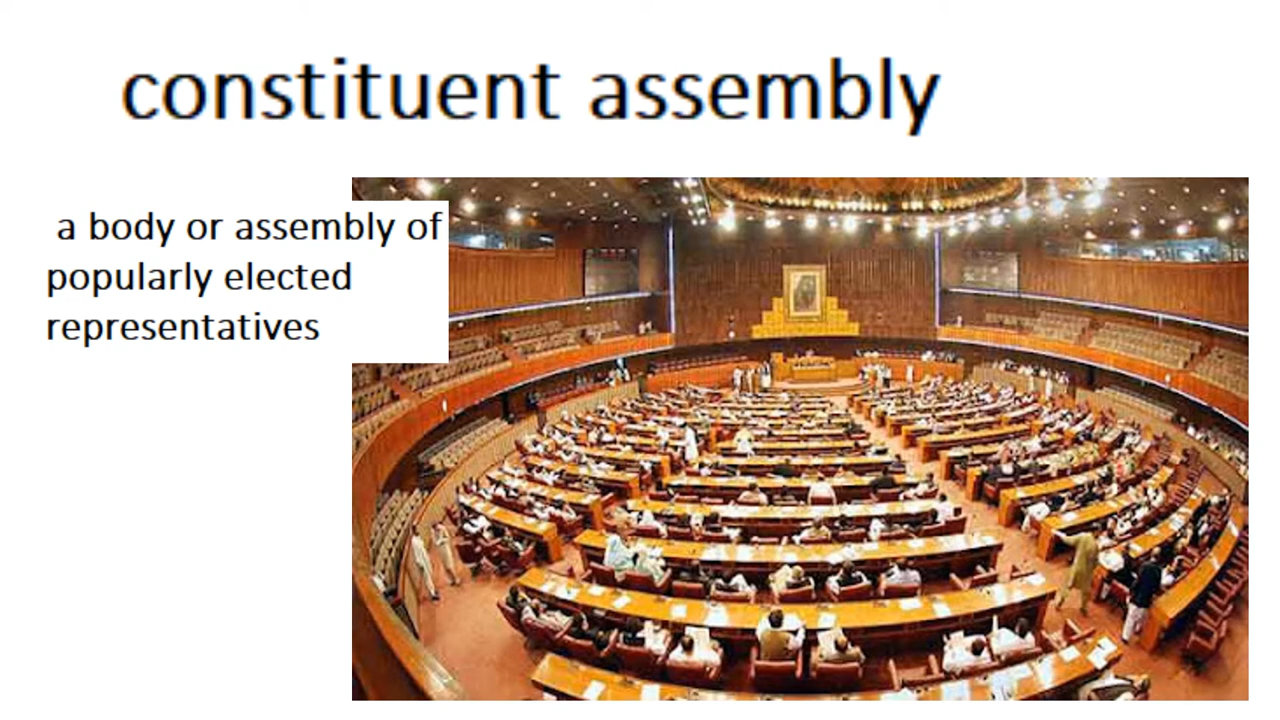 constituent assembly
a body or assembly of
popularly elected
representatives